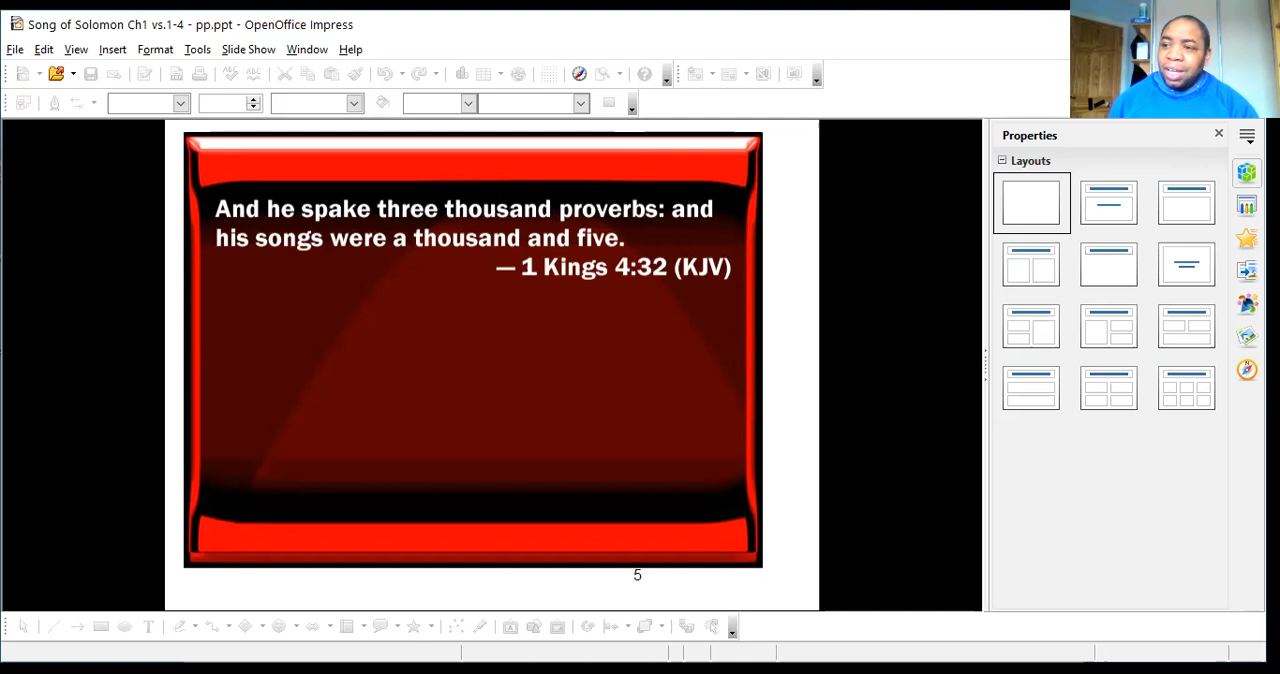 Song of Solomon Ch1 vs.1-4 - pp.ppt - OpenOffice Impress
File Edit View Insert Format Tools Slide Show Window Help
Properties
Layouts
And he spake three thousand proverbs: and
his songs were a thousand and five.
— 1 Kings 4:32 (KJV)
5